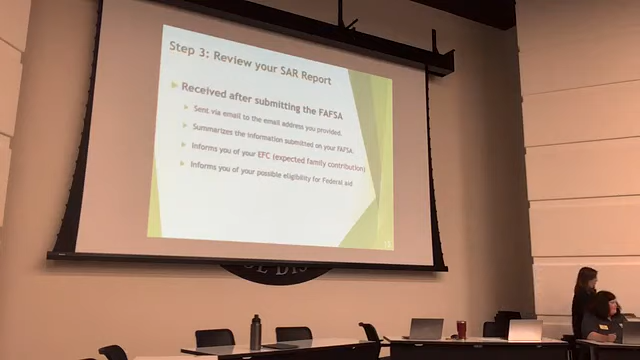 Step 3: Review your SAR Report
Received after submitting the FAFSA
Sent via email to the email address you provided.
Summarizes the information submitted on your FAFSA.
Informs you of your EFC (expected family contribution)
Informs you of your possible eligibility for Federal aid